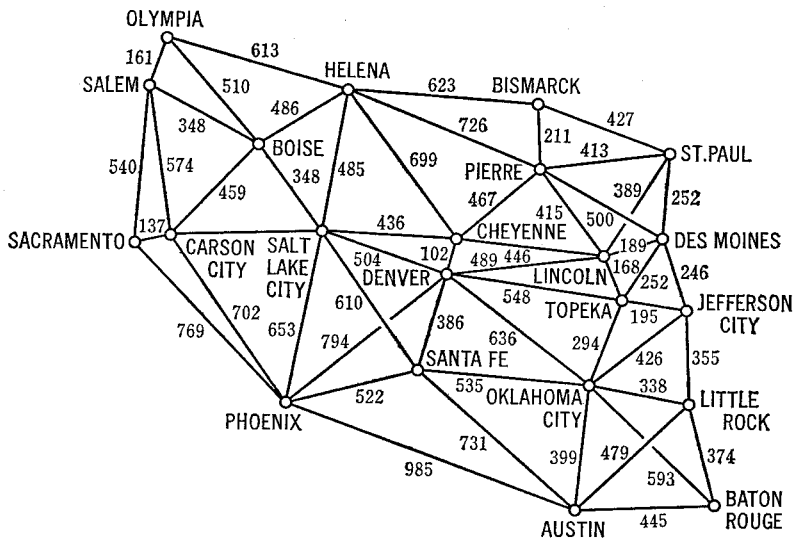 OLYMPIA
161
613
HELENA
SALEM
510
623
BISMARCK
486
427
348
726
211
413
ST.PAUL
BOISE
699
PIERRE
540
574
348
485
389
252
459
467
415
500
137
436
CHEYENNE
189
DES MOINES
SACRAMENTO
CARSON
CITY
SALT
LAKE
CITY
504
102
489
446
LINCOLN
168
252
246
DENVER
548
TOPEKA
195
JEFFERSON
CITY
702
610
769
653
794
386
636
294
426
355
SANTA FE
522
535
OKLAHOMA
CITY
338
LITTLE
ROCK
PHOENIX
731
985
399
479
593
374
BATON
ROUGE
AUSTIN
445